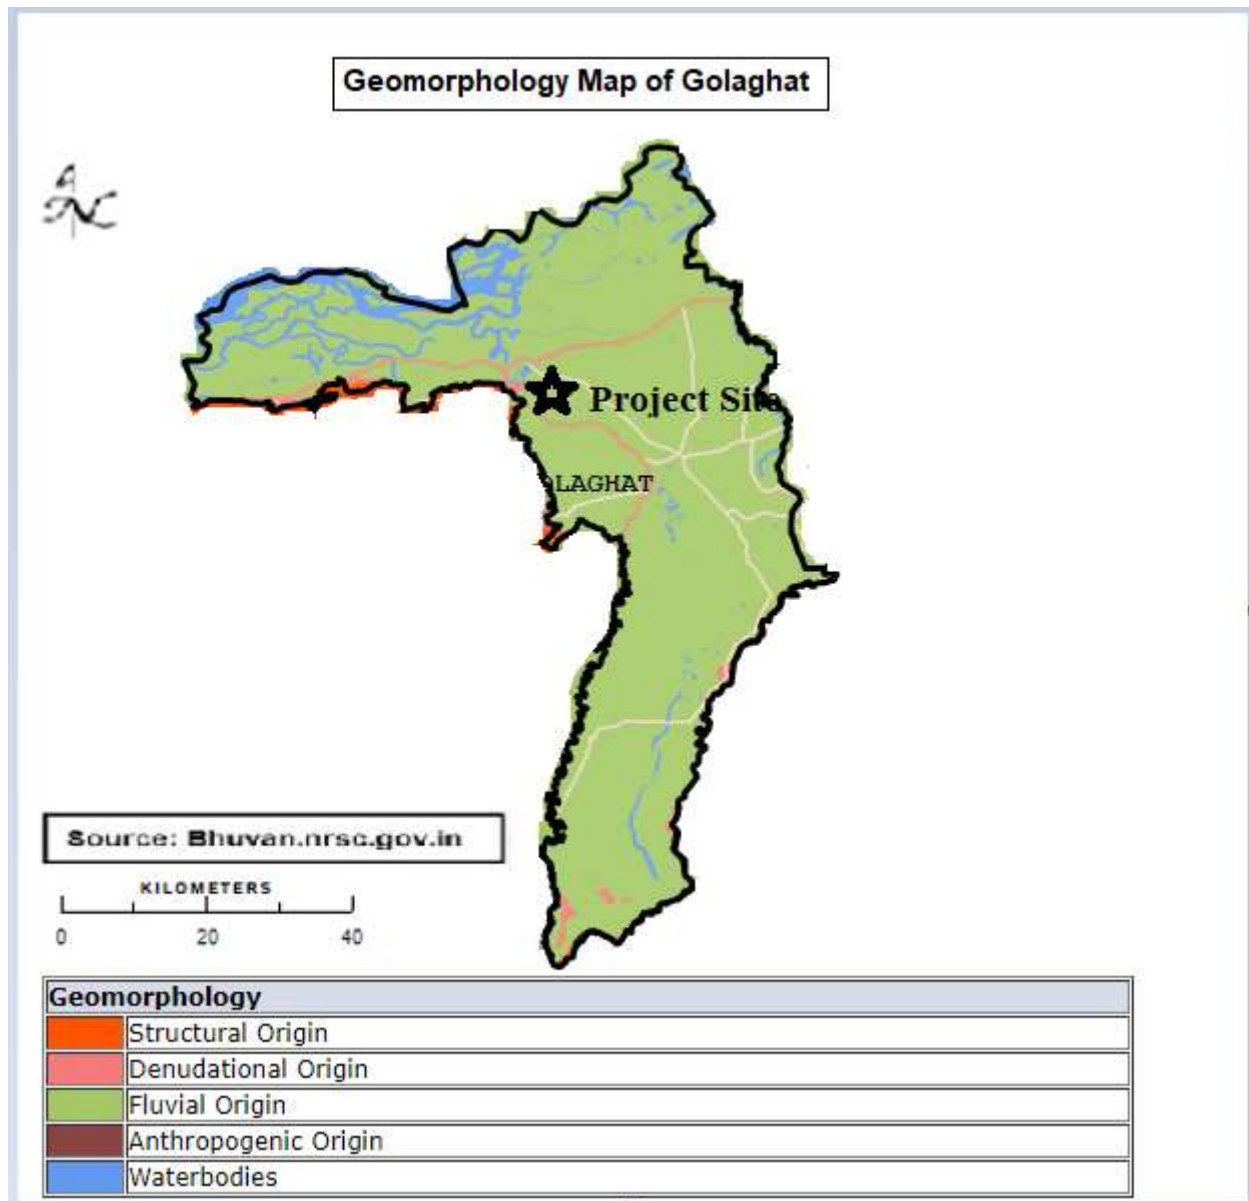 Geomorphology Map of Golaghat
N
Project Site
LAGHAT
Source: Bhuvan.nrsc.gov.in
KILOMETERS
0 20 40
Geomorphology
Structural Origin
Denudational Origin
Fluvial Origin
Anthropogenic Origin
Waterbodies